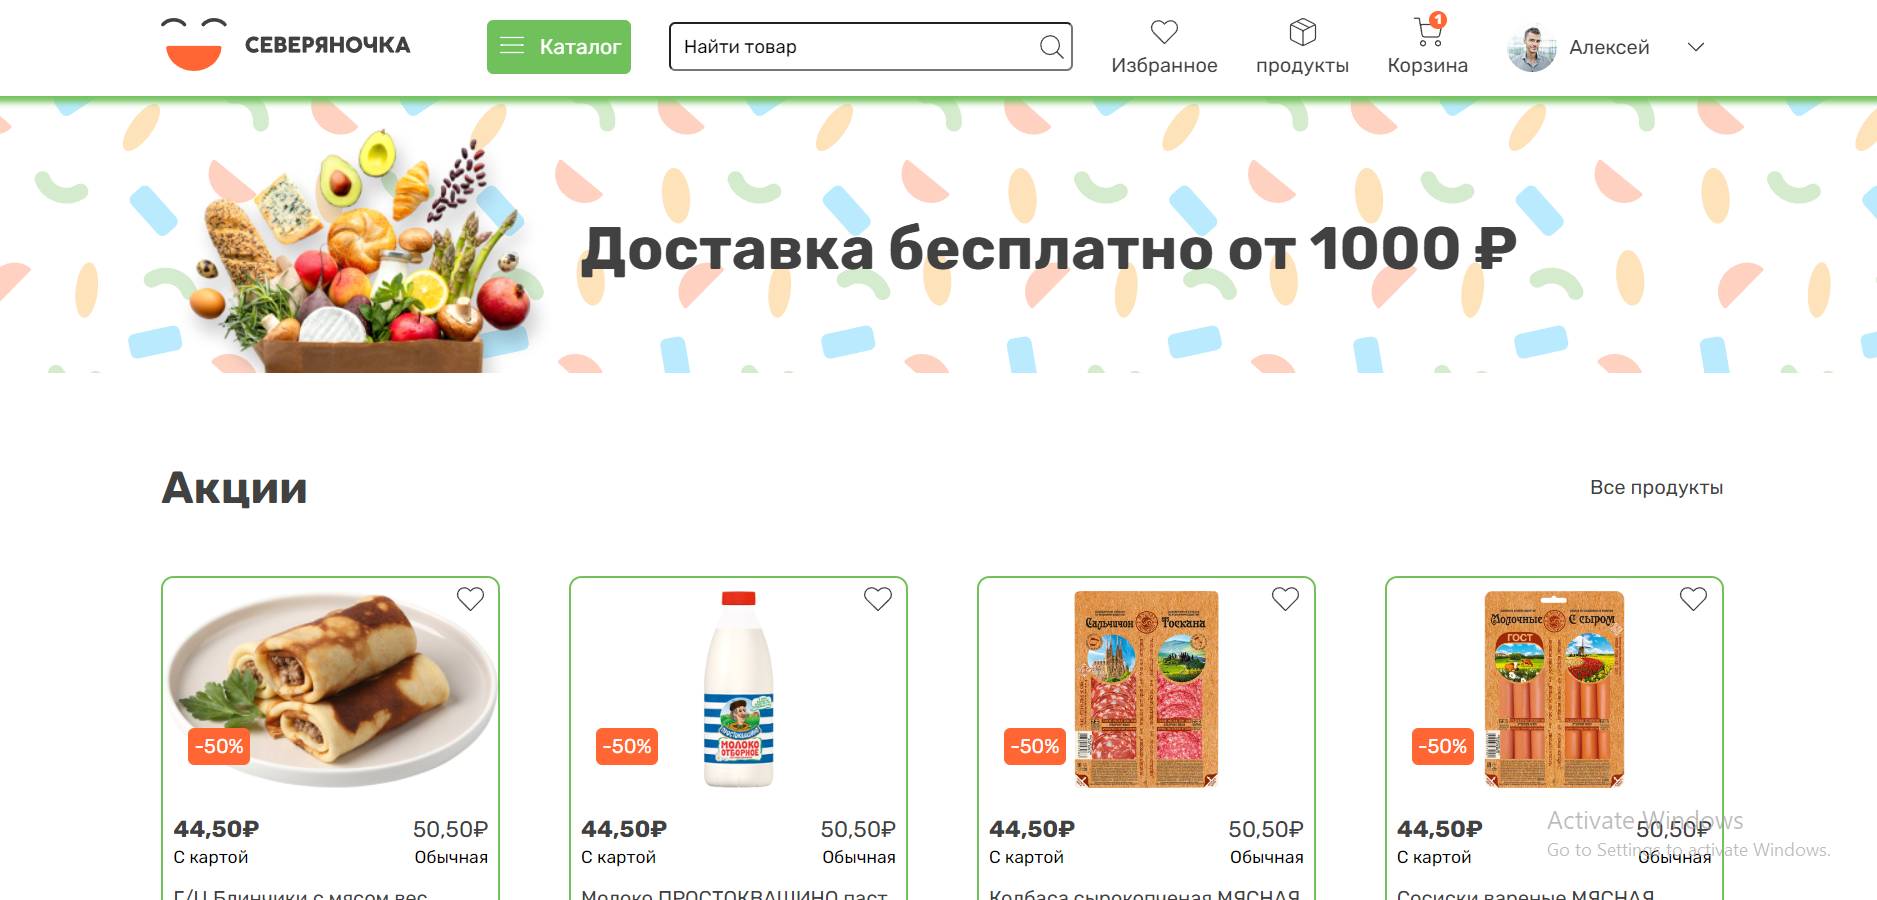 СЕВЕРЯНОЧКА
Каталог
Найти товар
Избранное
продукты
1
Корзина
Алексей
Доставка бесплатно от 1000 ₽
Акции
Все продукты
Сальчичон Тоскана
Молочные С сыром
ГОСТ
ПРОСТОКВАШИНО
МОЛОКО
ОТБОРНОЕ
-50%
-50%
-50%
-50%
44,50₽ 50,50₽
С картой Обычная
44,50₽ 50,50₽
С картой Обычная
44,50₽ 50,50₽
С картой Обычная
44,50₽ 50,50₽
С картой Обычная
Activate Windows
Go to Settings to activate Windows.
Г/Ц Блинчики с мясом вес
Молоко ПРОСТОКВАШИНО паст
Колбаса сырокопченая МЯСНАЯ
Сосиски вареные МЯСНАЯ